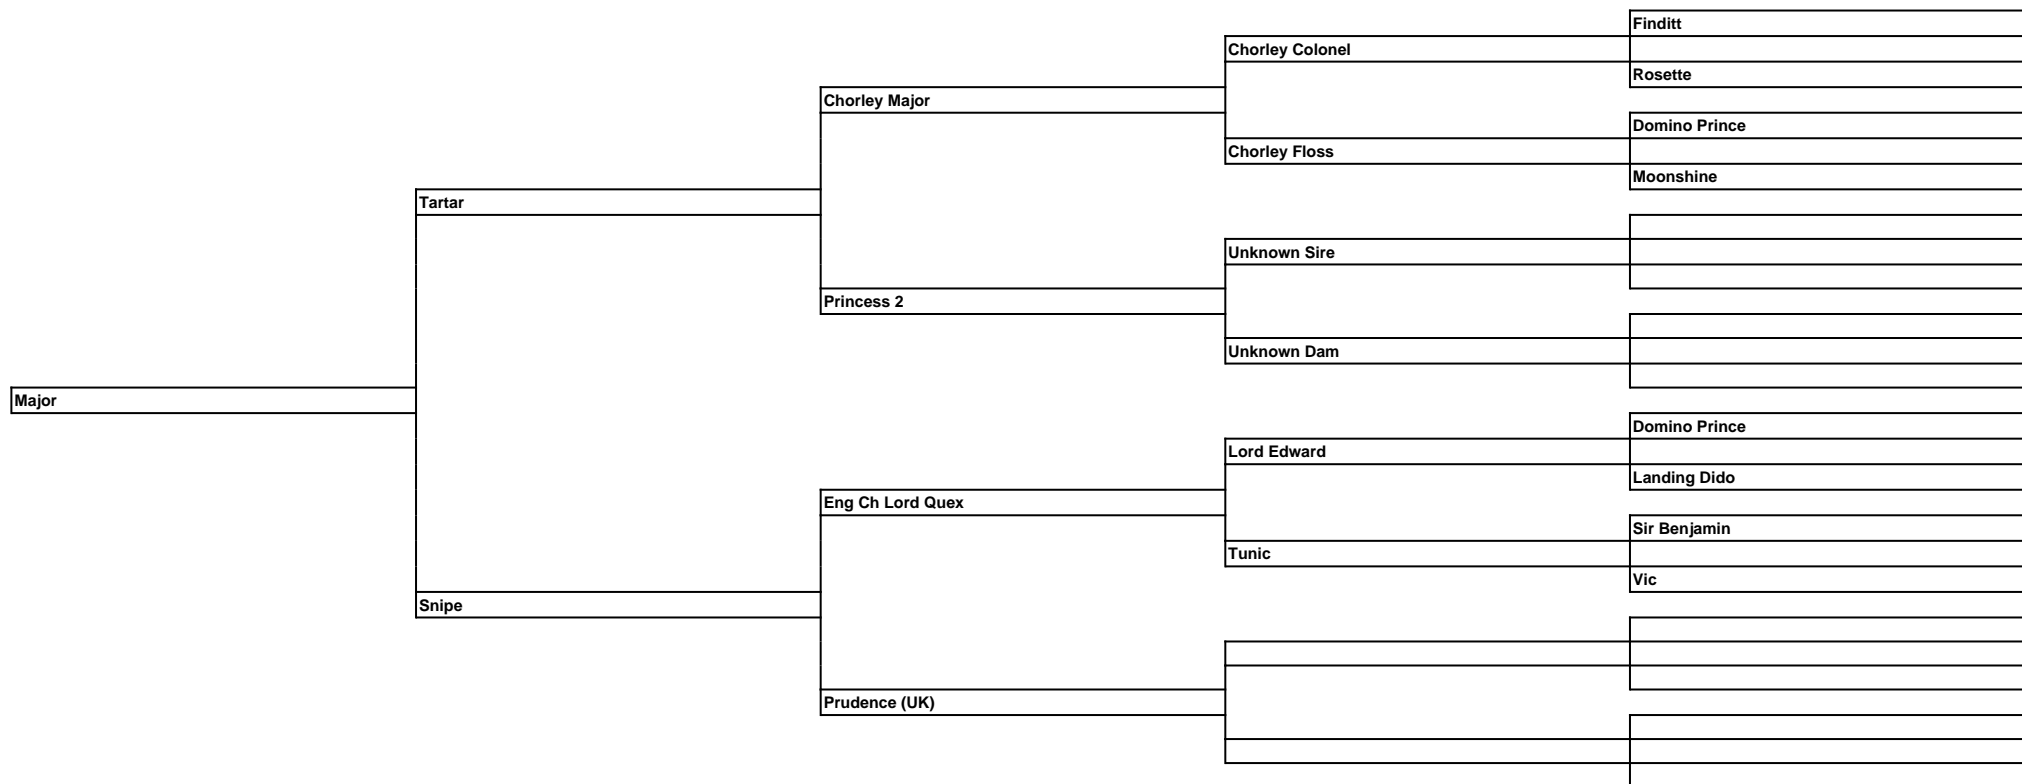 Finditt
Chorley Colonel
Rosette
Chorley Major
Domino Prince
Chorley Floss
Moonshine
Tartar
Unknown Sire
Princess 2
Unknown Dam
Major
Domino Prince
Lord Edward
Landing Dido
Eng Ch Lord Quex
Sir Benjamin
Tunic
Vic
Snipe
Prudence (UK)